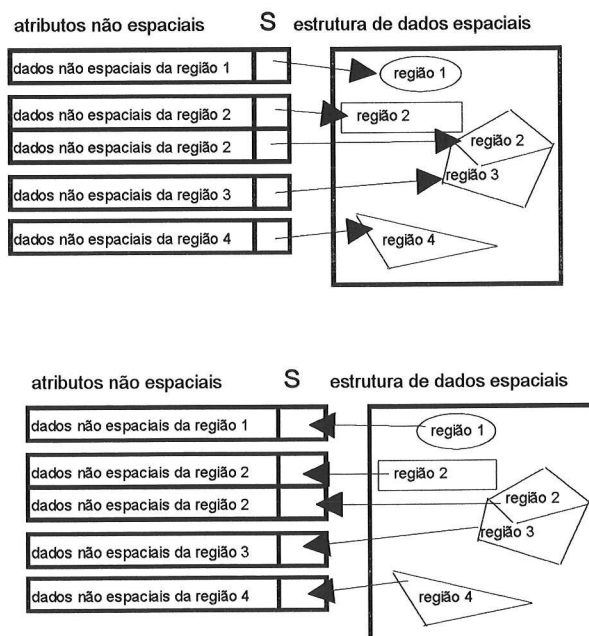 atributos não espaciais S estrutura de dados espaciais
dados não espaciais da região 1
região 1
dados não espaciais da região 2
região 2
dados não espaciais da região 2
região 2
dados não espaciais da região 3
região 3
dados não espaciais da região 4
região 4
atributos não espaciais S estrutura de dados espaciais
dados não espaciais da região 1
região 1
dados não espaciais da região 2
região 2
dados não espaciais da região 2
região 2
dados não espaciais da região 3
região 3
dados não espaciais da região 4
região 4